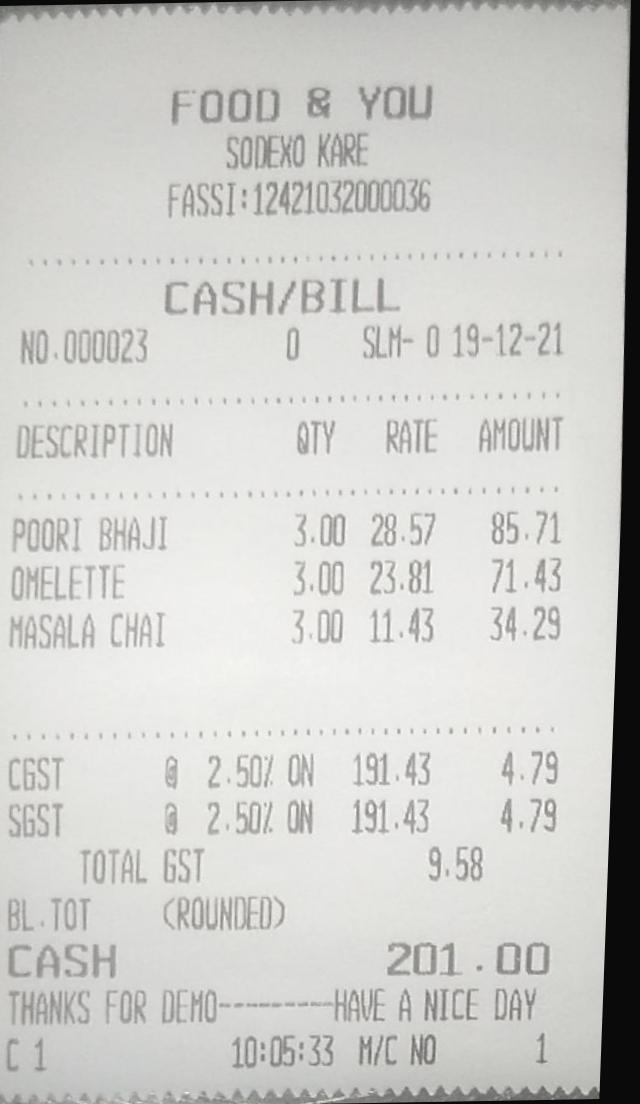 FOOD & YOU
SODEXO KARE
FASSI:12421032000036
CASH/BILL
NO.000023 0 SLM- 0 19-12-21
DESCRIPTION QTY RATE AMOUNT
POORI BHAJI 3.00 28.57 85.71
OMELETTE 3.00 23.81 71.43
MASALA CHAI 3.00 11.43 34.29
CGST @ 2.50% ON 191.43 4.79
SGST @ 2.50% ON 191.43 4.79
TOTAL GST 9.58
BL.TOT (ROUNDED)
CASH 201.00
THANKS FOR DEMO---------HAVE A NICE DAY
C 1 10:05:33 M/C NO 1